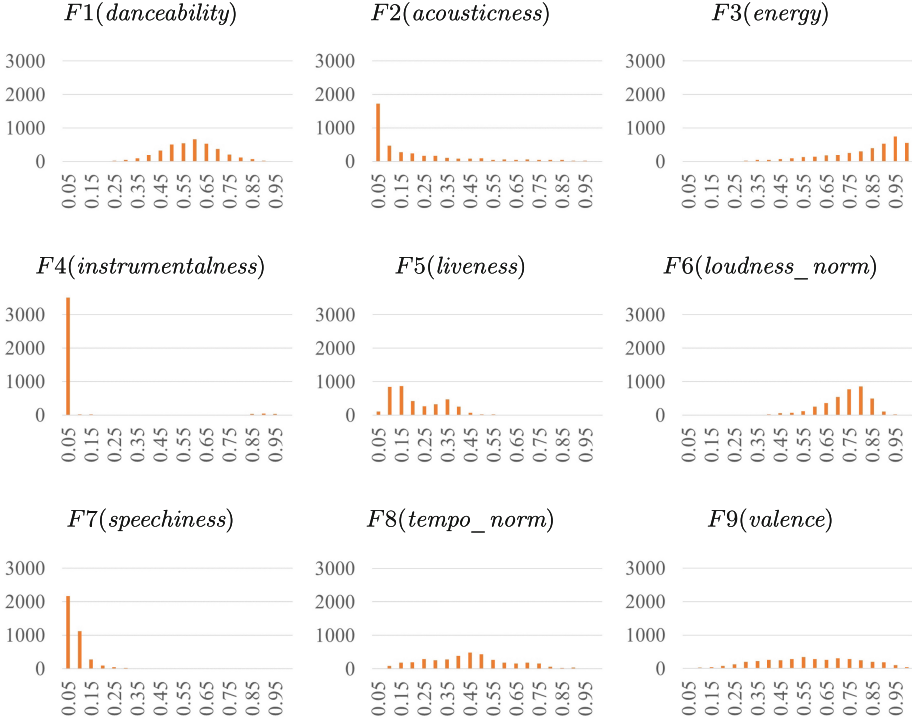 F1(danceability)
3000
2000
1000
0
0.05 0.15 0.25 0.35 0.45 0.55 0.65 0.75 0.85 0.95
F2(acousticness)
3000
2000
1000
0
0.05 0.15 0.25 0.35 0.45 0.55 0.65 0.75 0.85 0.95
F3(energy)
3000
2000
1000
0
0.05 0.15 0.25 0.35 0.45 0.55 0.65 0.75 0.85 0.95
F4(instrumentalness)
3000
2000
1000
0
0.05 0.15 0.25 0.35 0.45 0.55 0.65 0.75 0.85 0.95
F5(liveness)
3000
2000
1000
0
0.05 0.15 0.25 0.35 0.45 0.55 0.65 0.75 0.85 0.95
F6(loudness_norm)
3000
2000
1000
0
0.05 0.15 0.25 0.35 0.45 0.55 0.65 0.75 0.85 0.95
F7(speechiness)
3000
2000
1000
0
0.05 0.15 0.25 0.35 0.45 0.55 0.65 0.75 0.85 0.95
F8(tempo_norm)
3000
2000
1000
0
0.05 0.15 0.25 0.35 0.45 0.55 0.65 0.75 0.85 0.95
F9(valence)
3000
2000
1000
0
0.05 0.15 0.25 0.35 0.45 0.55 0.65 0.75 0.85 0.95